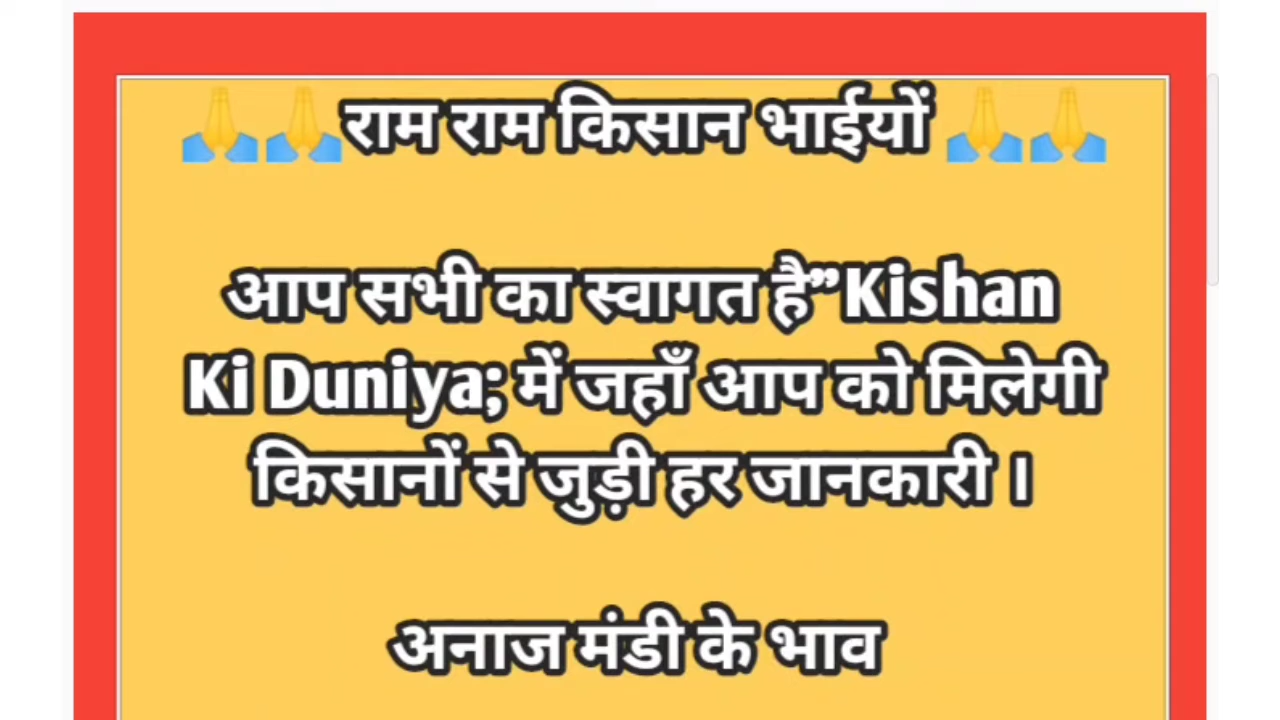 🙏🙏राम राम किसान भाईयों 🙏🙏
आप सभी का स्वागत है”Kishan
Ki Duniya; में जहाँ आप को मिलेगी
किसानों से जुड़ी हर जानकारी ।
अनाज मंडी के भाव